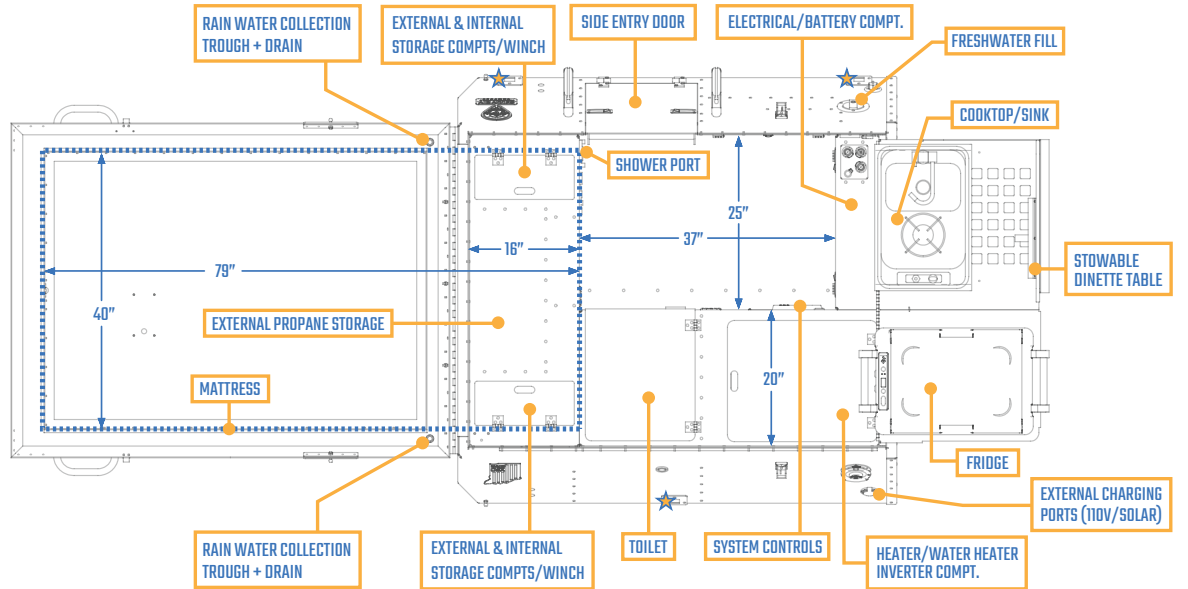 RAIN WATER COLLECTION
TROUGH + DRAIN
EXTERNAL & INTERNAL
STORAGE COMPTS/WINCH
SIDE ENTRY DOOR
ELECTRICAL/BATTERY COMPT.
FRESHWATER FILL
COOKTOP/SINK
SHOWER PORT
25”
37”
16”
79”
40”
STOWABLE
DINETTE TABLE
EXTERNAL PROPANE STORAGE
MATTRESS
20”
FRIDGE
EXTERNAL CHARGING
PORTS (110V/SOLAR)
RAIN WATER COLLECTION
TROUGH + DRAIN
EXTERNAL & INTERNAL
STORAGE COMPTS/WINCH
TOILET
SYSTEM CONTROLS
HEATER/WATER HEATER
INVERTER COMPT.